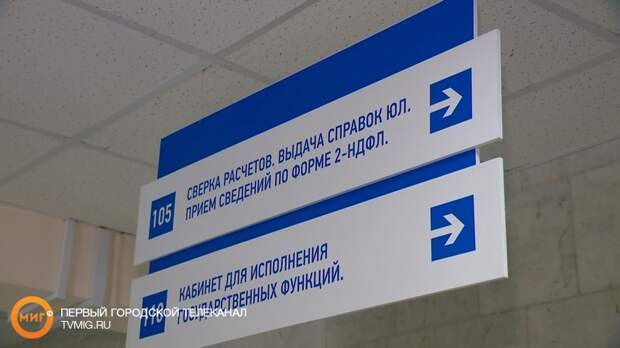 105
СВЕРКА РАСЧЕТОВ. ВЫДАЧА СПРАВОК ЮЛ.
ПРИЕМ СВЕДЕНИЙ ПО ФОРМЕ 2-НДФЛ.
110
КАБИНЕТ ДЛЯ ИСПОЛНЕНИЯ
ГОСУДАРСТВЕННЫХ ФУНКЦИЙ.
МИГ
ПЕРВЫЙ ГОРОДСКОЙ ТЕЛЕКАНАЛ
TVMIG.RU